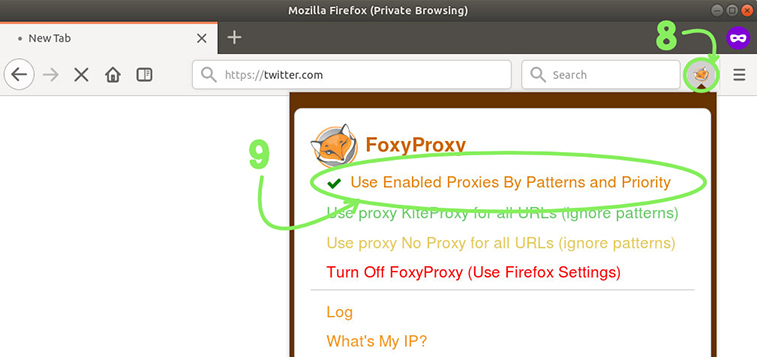 Mozilla Firefox (Private Browsing)
New Tab
8
https://twitter.com
Search
FoxyProxy
9
Use Enabled Proxies By Patterns and Priority
Use proxy KiteProxy for all URLs (ignore patterns)
Use proxy No Proxy for all URLs (ignore patterns)
Turn Off FoxyProxy (Use Firefox Settings)
Log
What's My IP?